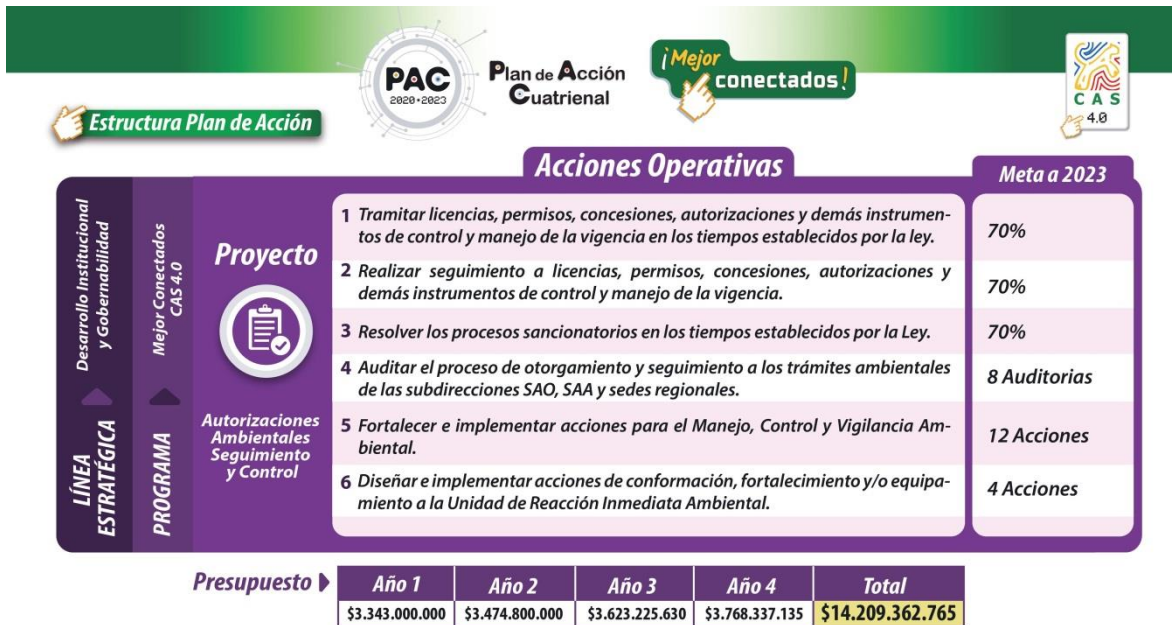 PAC
2020-2023
Plan de Acción
Cuatrienal
¡Mejor
conectados!
CAS
4.0
Estructura Plan de Acción
Acciones Operativas
Meta a 2023
LÍNEA
ESTRATÉGICA
Desarrollo Institucional
y Gobernabilidad
PROGRAMA
Mejor Conectados
CAS 4.0
Proyecto
Autorizaciones
Ambientales
Seguimiento
y Control
1 Tramitar licencias, permisos, concesiones, autorizaciones y demás instrumen-
tos de control y manejo de la vigencia en los tiempos establecidos por la ley.
70%
2 Realizar seguimiento a licencias, permisos, concesiones, autorizaciones y
demás instrumentos de control y manejo de la vigencia.
70%
3 Resolver los procesos sancionatorios en los tiempos establecidos por la Ley.
70%
4 Auditar el proceso de otorgamiento y seguimiento a los trámites ambientales
de las subdirecciones SAO, SAA y sedes regionales.
8 Auditorias
5 Fortalecer e implementar acciones para el Manejo, Control y Vigilancia Am-
biental.
12 Acciones
6 Diseñar e implementar acciones de conformación, fortalecimiento y/o equipa-
miento a la Unidad de Reacción Inmediata Ambiental.
4 Acciones
Presupuesto
Año 1 Año 2 Año 3 Año 4 Total
$3.343.000.000 $3.474.800.000 $3.623.225.630 $3.768.337.135 $14.209.362.765